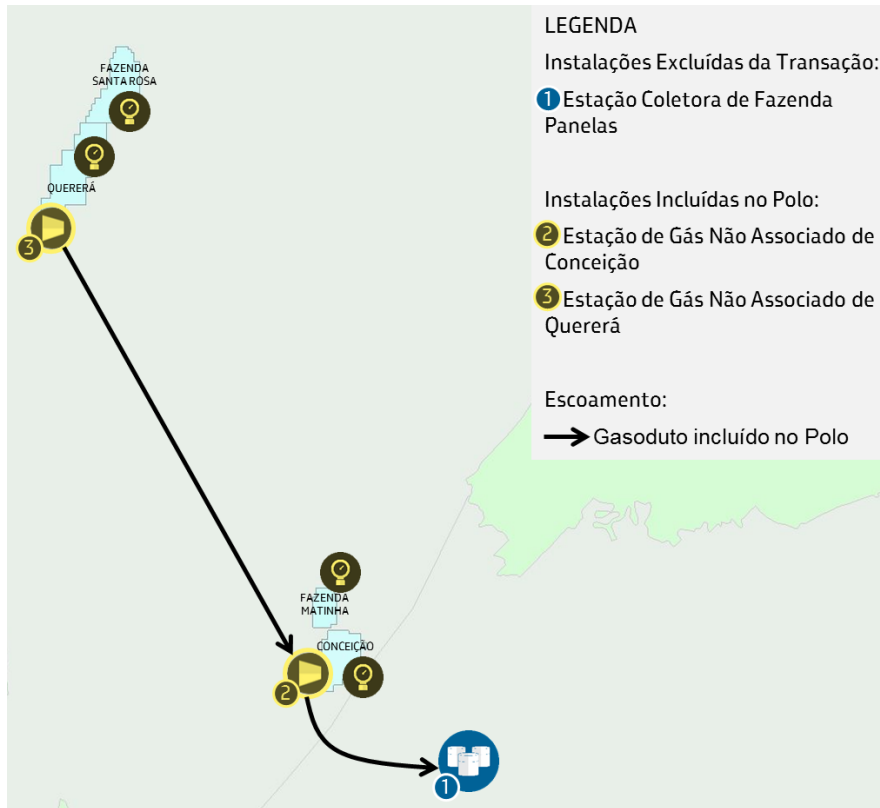 FAZENDA
SANTA ROSA
QUERERÁ
3
FAZENDA
MATINHA
CONCEIÇÃO
2
1
LEGENDA
Instalações Excluídas da Transação:
1 Estação Coletora de Fazenda
Panelas
Instalações Incluídas no Polo:
2 Estação de Gás Não Associado de
Conceição
3 Estação de Gás Não Associado de
Quererá
Escoamento:
Gasoduto incluído no Polo